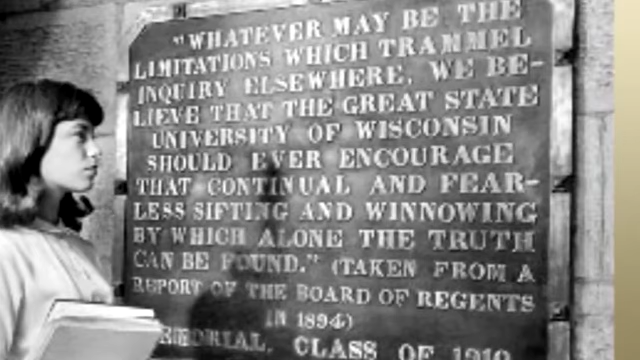 "WHATEVER MAY BE THE
LIMITATIONS WHICH TRAMMEL
INQUIRY ELSEWHERE, WE BE-
LIEVE THAT THE GREAT STATE
UNIVERSITY OF WISCONSIN
SHOULD EVER ENCOURAGE
THAT CONTINUAL AND FEAR-
LESS SIFTING AND WINNOWING
BY WHICH ALONE THE TRUTH
CAN BE FOUND." (TAKEN FROM A
REPORT OF THE BOARD OF REGENTS
IN 1894)
MEMORIAL, CLASS OF 1910